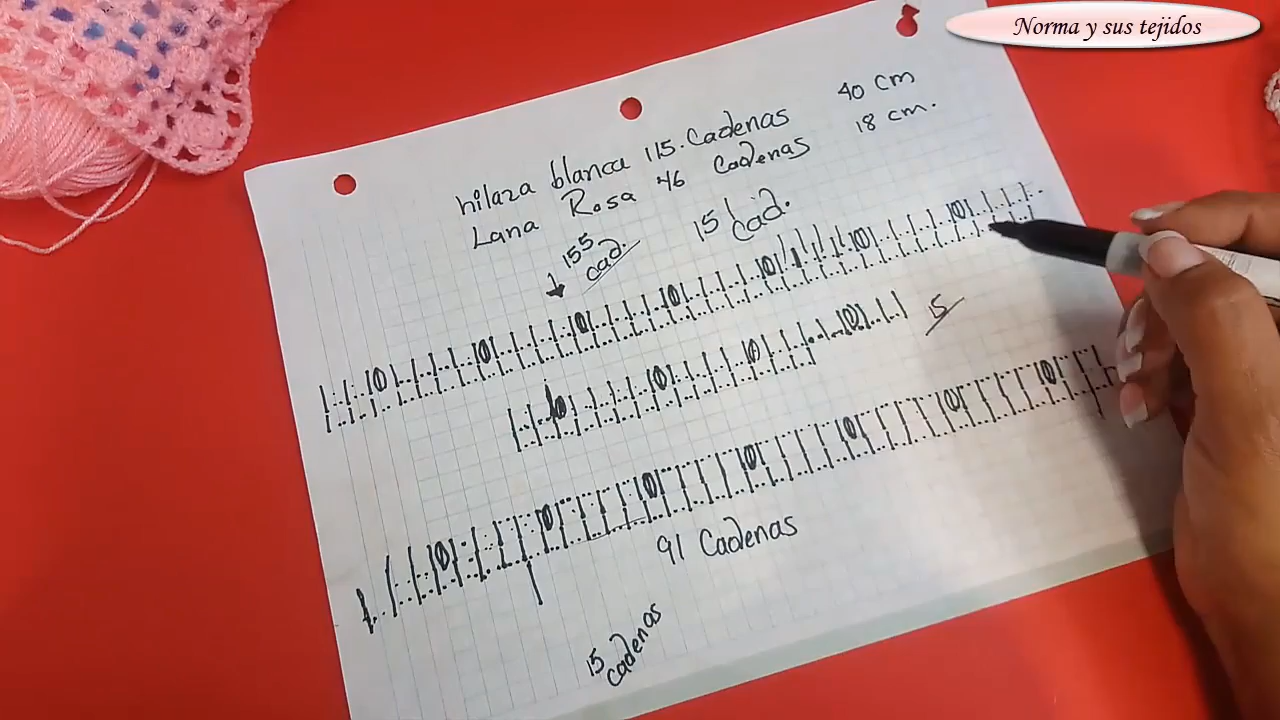 Norma y sus tejidos
hilaza blanca 115. Cadenas 40 cm
Lana Rosa 46 Cadenas 18 cm.
155
cad.
151
Cad.
15
91 Cadenas
15
cadenas